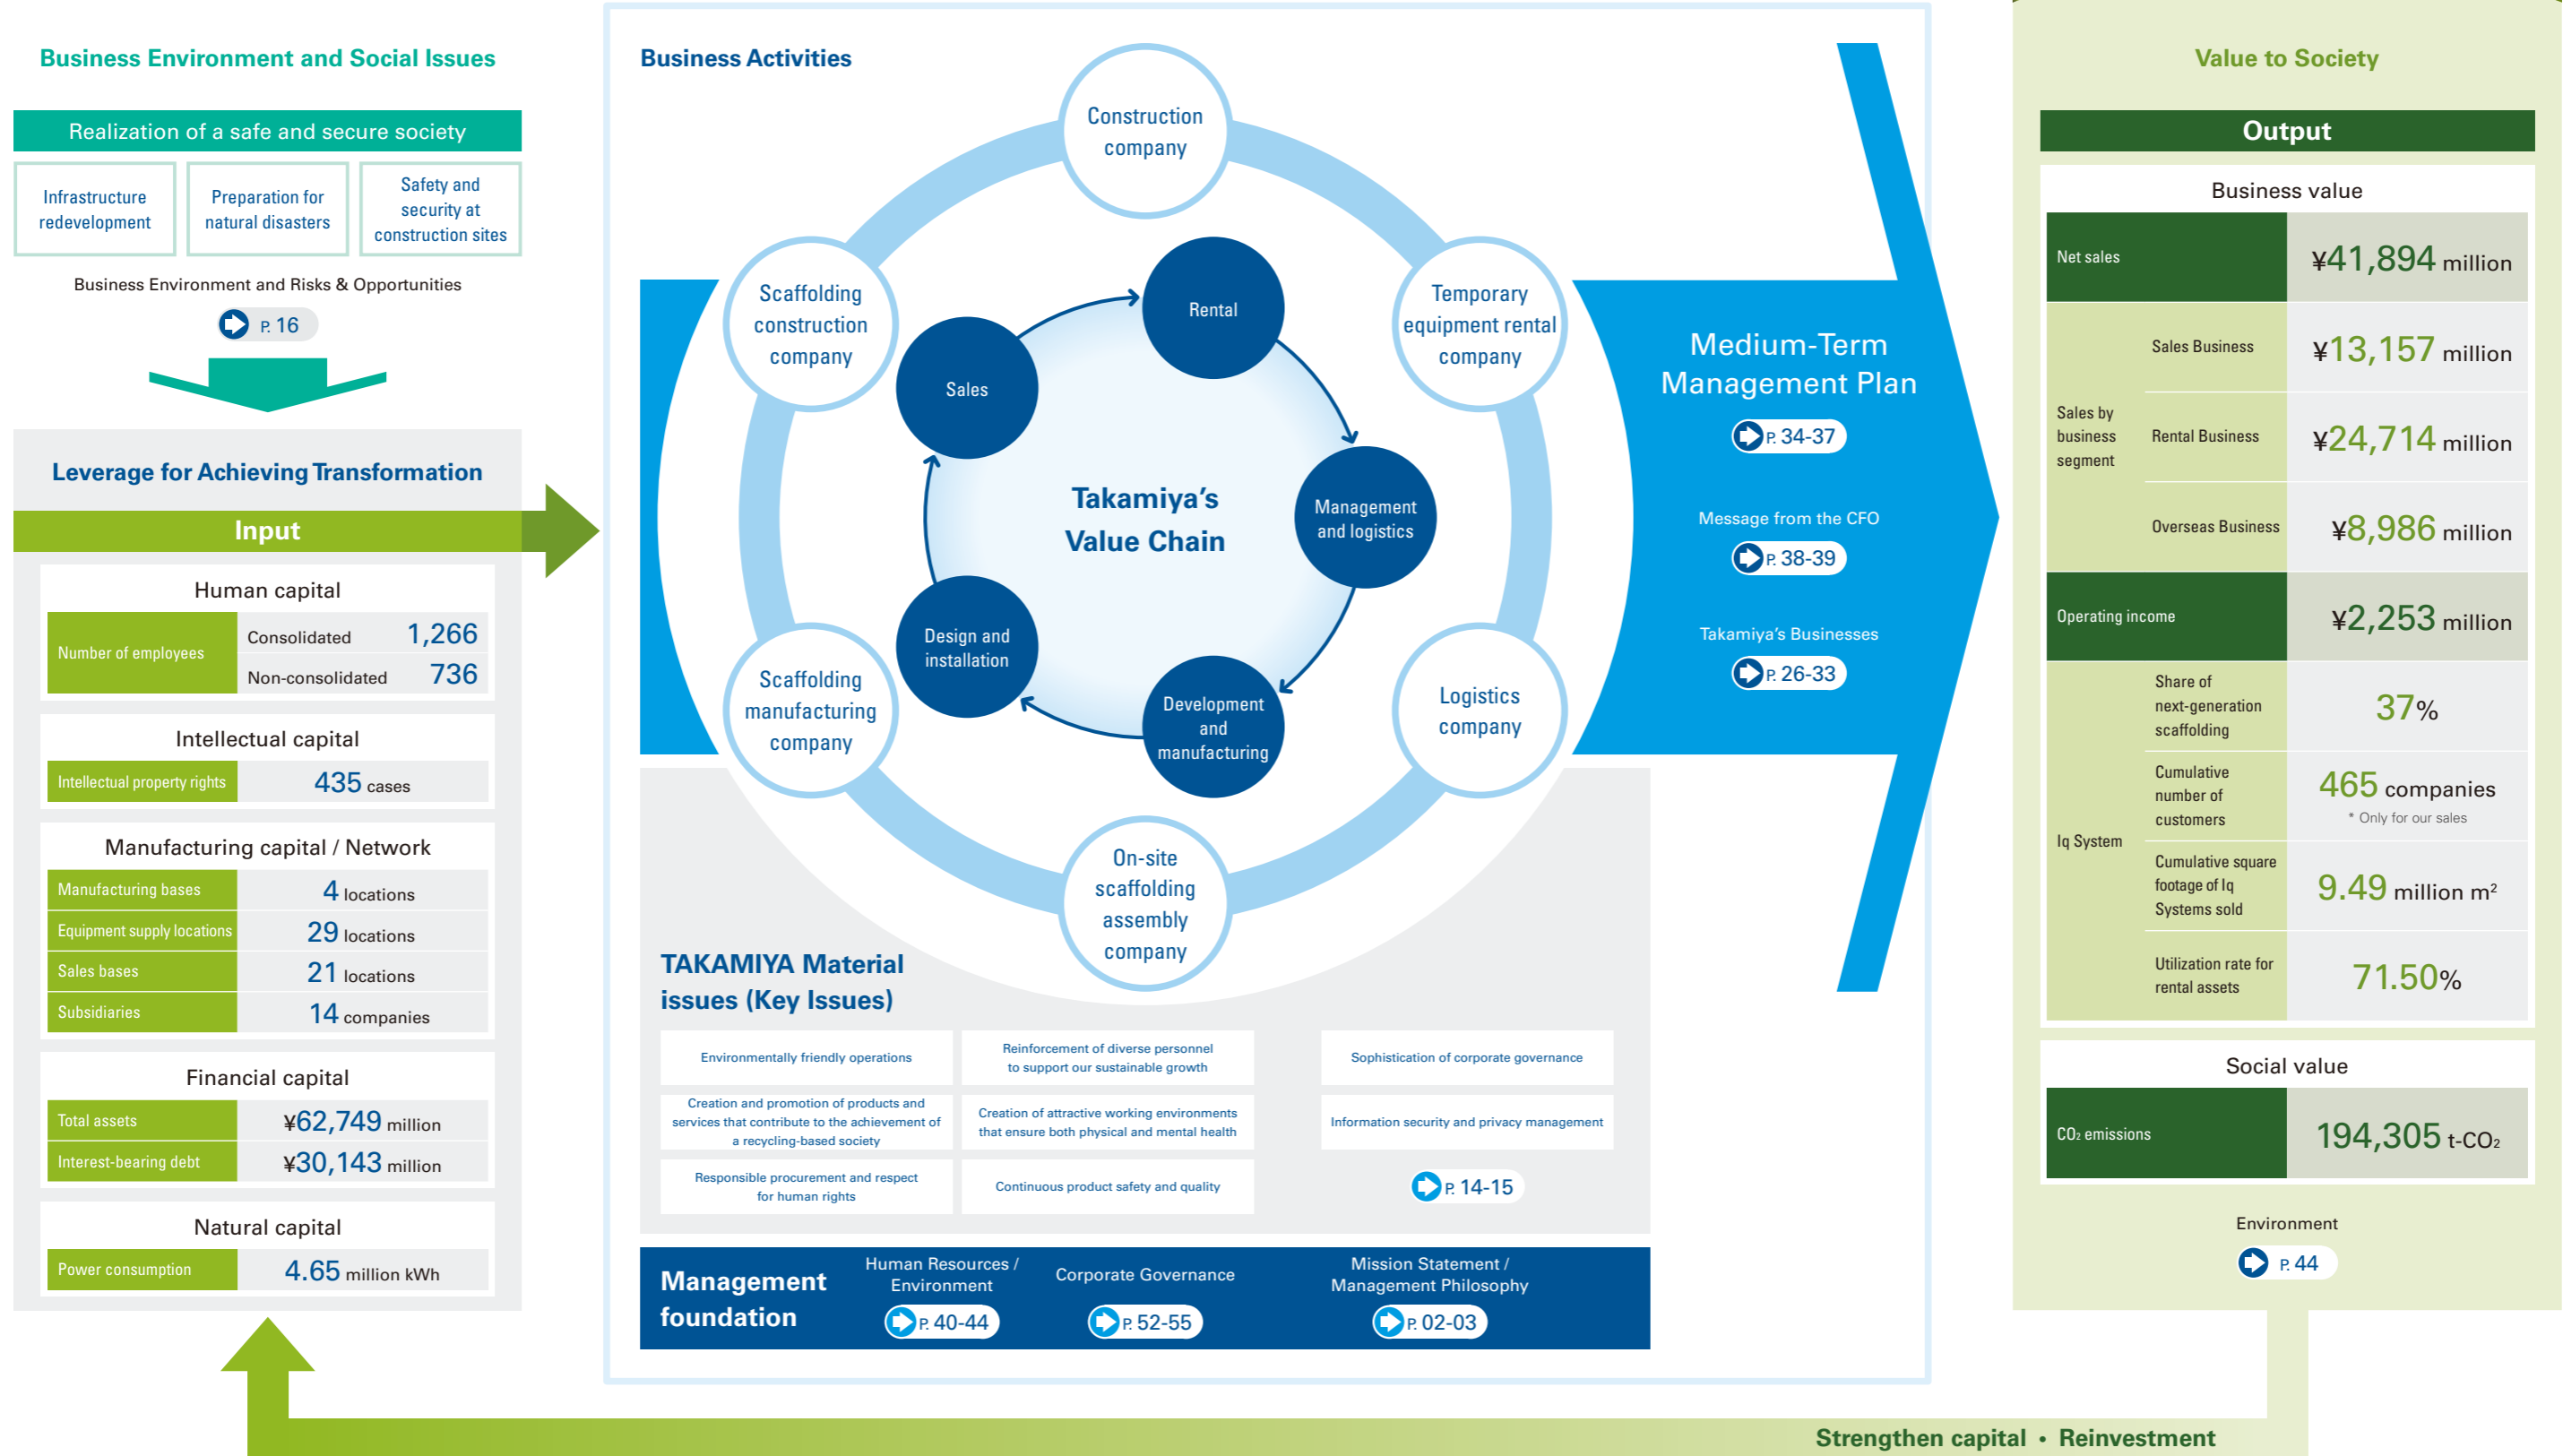 Business Environment and Social Issues
Realization of a safe and secure society
Infrastructure
redevelopment
Preparation for
natural disasters
Safety and
security at
construction sites
Business Environment and Risks & Opportunities
P. 16
Leverage for Achieving Transformation
Input
Human capital
Number of employees
Consolidated 1,266
Non-consolidated 736
Intellectual capital
Intellectual property rights 435 cases
Manufacturing capital / Network
Manufacturing bases 4 locations
Equipment supply locations 29 locations
Sales bases 21 locations
Subsidiaries 14 companies
Financial capital
Total assets ¥62,749 million
Interest-bearing debt ¥30,143 million
Natural capital
Power consumption 4.65 million kWh
Business Activities
Construction
company
Scaffolding
construction
company
Temporary
equipment rental
company
Scaffolding
manufacturing
company
Logistics
company
On-site
scaffolding
assembly
company
Rental
Sales
Management
and logistics
Design and
installation
Development
and
manufacturing
Takamiya's
Value Chain
Medium-Term
Management Plan
P. 34-37
Message from the CFO
P. 38-39
Takamiya's Businesses
P. 26-33
TAKAMIYA Material
issues (Key Issues)
Environmentally friendly operations
Reinforcement of diverse personnel
to support our sustainable growth
Sophistication of corporate governance
Creation and promotion of products and
services that contribute to the achievement of
a recycling-based society
Creation of attractive working environments
that ensure both physical and mental health
Information security and privacy management
Responsible procurement and respect
for human rights
Continuous product safety and quality
P. 14-15
Management
foundation
Human Resources /
Environment
P. 40-44
Corporate Governance
P. 52-55
Mission Statement /
Management Philosophy
P. 02-03
Value to Society
Output
Business value
Net sales ¥41,894 million
Sales by
business
segment
Sales Business ¥13,157 million
Rental Business ¥24,714 million
Overseas Business ¥8,986 million
Operating income ¥2,253 million
Iq System
Share of
next-generation
scaffolding
37%
Cumulative
number of
customers
465 companies
* Only for our sales
Cumulative square
footage of Iq
Systems sold
9.49 million m²
Utilization rate for
rental assets
71.50%
Social value
CO₂ emissions 194,305 t-CO₂
Environment
P. 44
Strengthen capital • Reinvestment